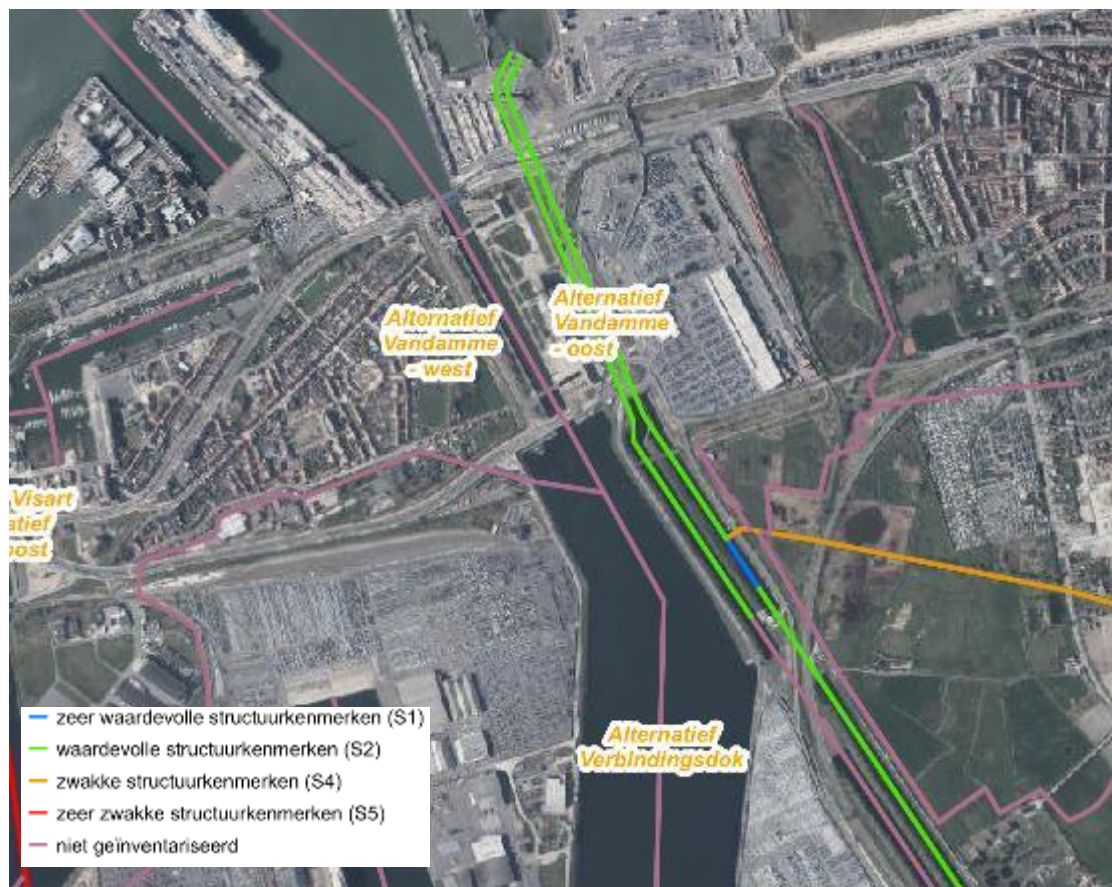 Alternatief
Vandamme
- west
Alternatief
Vandamme
- oost
Visart
atief
oost
Alternatief
Verbindingsdok
zeer waardevolle structuurkenmerken (S1)
waardevolle structuurkenmerken (S2)
zwakke structuurkenmerken (S4)
zeer zwakke structuurkenmerken (S5)
niet geïnventariseerd